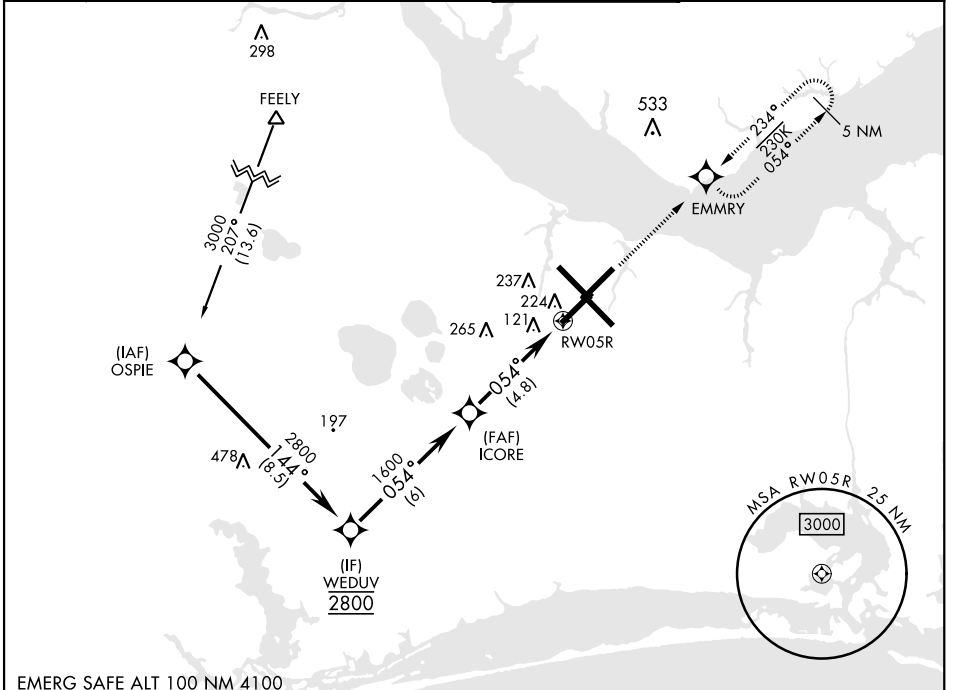 298
FEELY
533
234°
230K
054°
5 NM
EMMRY
3000
207°
(13.6)
237
224
121
265
RW05R
(IAF)
OSPIE
2800
144°
(8.5)
197
478
054°
(4.8)
(FAF)
ICORE
1600
054°
(6)
(IF)
WEDUV
2800
MSA RW05R 25 NM
3000
EMERG SAFE ALT 100 NM 4100